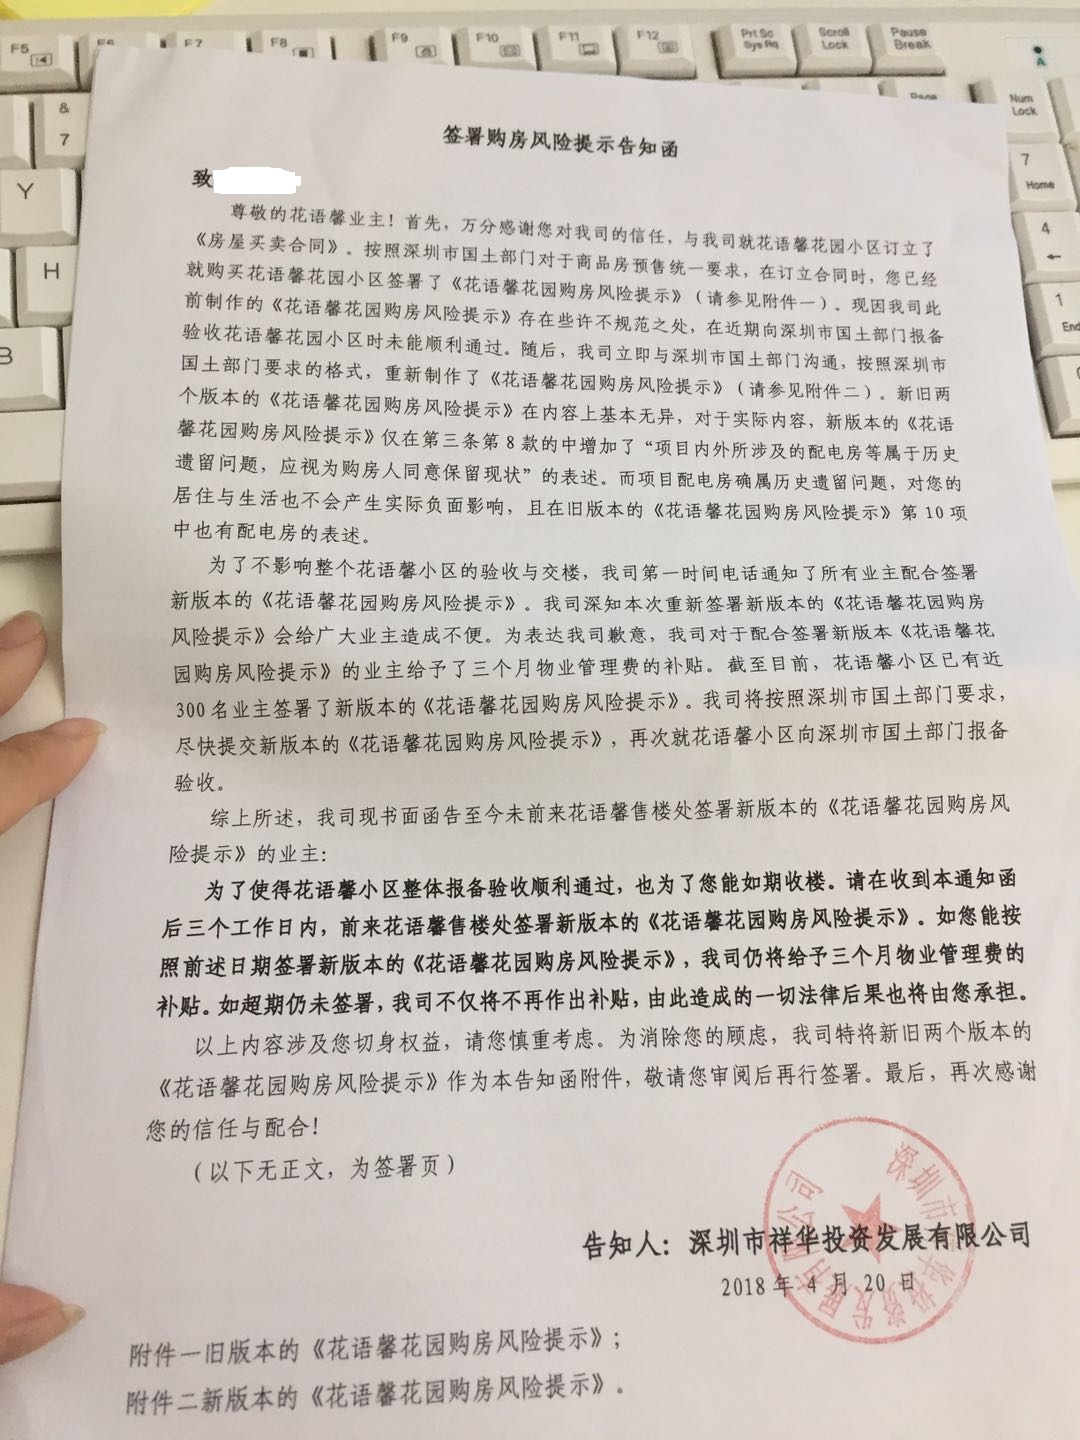 F5
F6
F7
F8
F9
F10
F11
F12
Prt Sc
Sys Rq
Scroll
Lock
Pause
Break
A
&
7
Num
Lock
Y
7
Home
H
4
1
B
签署购房风险提示告知函
致
尊敬的花语馨业主！首先，万分感谢您对我司的信任，与我司就花语馨花园小区订立了
《房屋买卖合同》。按照深圳市国土部门对于商品房预售统一要求，在订立合同时，您已经
就购买花语馨花园小区签署了《花语馨花园购房风险提示》（请参见附件一）。现因我司此
前制作的《花语馨花园购房风险提示》存在些许不规范之处，在近期向深圳市国土部门报备
验收花语馨花园小区时未能顺利通过。随后，我司立即与深圳市国土部门沟通，按照深圳市
国土部门要求的格式，重新制作了《花语馨花园购房风险提示》（请参见附件二）。新旧两
个版本的《花语馨花园购房风险提示》在内容上基本无异，对于实际内容，新版本的《花语
馨花园购房风险提示》仅在第三条第8款的中增加了“项目内外所涉及的配电房等属于历史
遗留问题，应视为购房人同意保留现状”的表述。而项目配电房确属历史遗留问题，对您的
居住与生活也不会产生实际负面影响，且在旧版本的《花语馨花园购房风险提示》第10项
中也有配电房的表述。
为了不影响整个花语馨小区的验收与交楼，我司第一时间电话通知了所有业主配合签署
新版本的《花语馨花园购房风险提示》。我司深知本次重新签署新版本的《花语馨花园购房
风险提示》会给广大业主造成不便。为表达我司歉意，我司对于配合签署新版本《花语馨花
园购房风险提示》的业主给予了三个月物业管理费的补贴。截至目前，花语馨小区已有近
300名业主签署了新版本的《花语馨花园购房风险提示》。我司将按照深圳市国土部门要求，
尽快提交新版本的《花语馨花园购房风险提示》，再次就花语馨小区向深圳市国土部门报备
验收。
综上所述，我司现书面函告至今未前来花语馨售楼处签署新版本的《花语馨花园购房风
险提示》的业主：
为了使得花语馨小区整体报备验收顺利通过，也为了您能如期收楼。请在收到本通知函
后三个工作日内，前来花语馨售楼处签署新版本的《花语馨花园购房风险提示》。如您能按
照前述日期签署新版本的《花语馨花园购房风险提示》，我司仍将给予三个月物业管理费的
补贴。如超期仍未签署，我司不仅将不再作出补贴，由此造成的一切法律后果也将由您承担。
以上内容涉及您切身权益，请您慎重考虑。为消除您的顾虑，我司特将新旧两个版本的
《花语馨花园购房风险提示》作为本告知函附件，敬请您审阅后再行签署。最后，再次感谢
您的信任与配合！
（以下无正文，为签署页）
告知人：深圳市祥华投资发展有限公司
2018年4月20日
附件一旧版本的《花语馨花园购房风险提示》；
附件二新版本的《花语馨花园购房风险提示》。